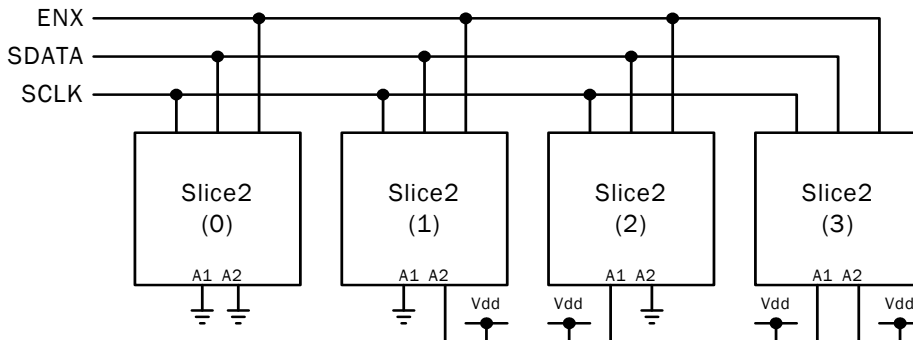 ENX
SDATA
SCLK
Slice2
(0)
Slice2
(1)
Slice2
(2)
Slice2
(3)
A1 A2
A1 A2
A1 A2
A1 A2
Vdd
Vdd
Vdd
Vdd